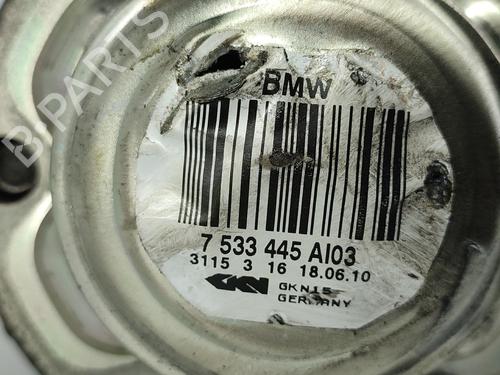 B PARTS
BMW
7 533 445 AI03
3115 3 16 18.06.10
GKN
GKN15
GERMANY